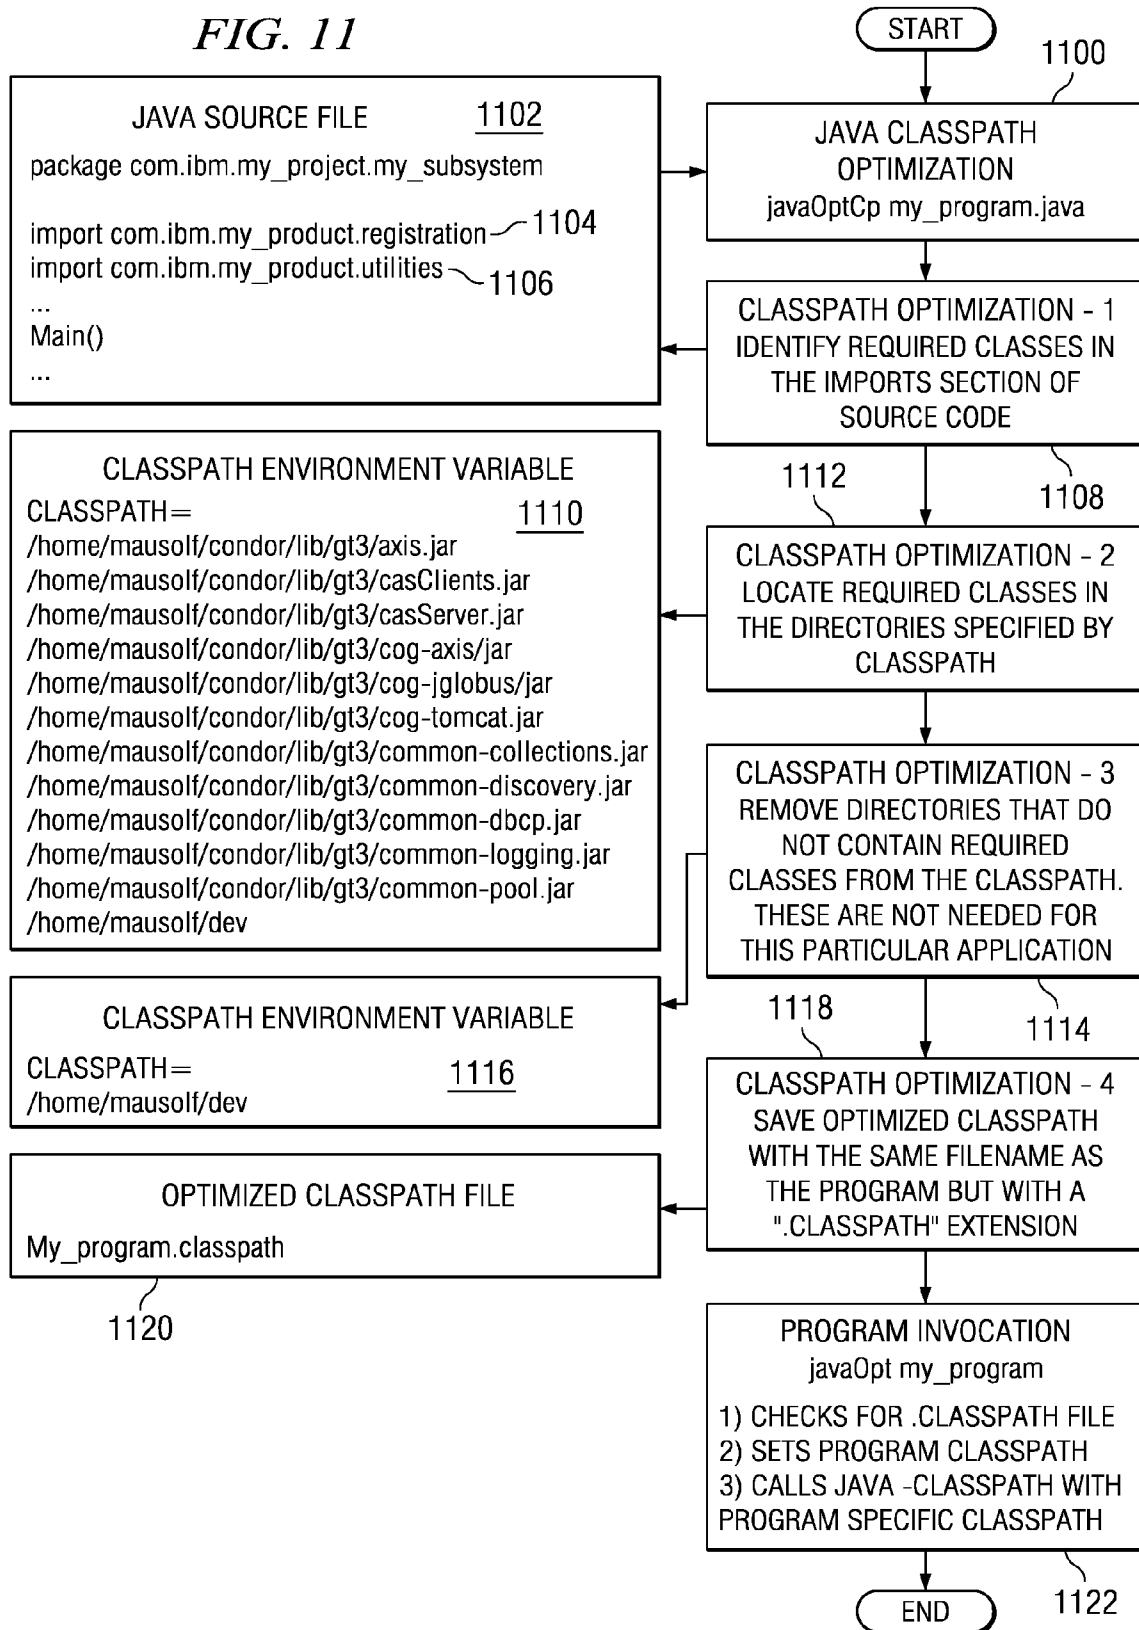 FIG. 11
JAVA SOURCE FILE 1102
package com.ibm.my_project.my_subsystem
import com.ibm.my_product.registration 1104
import com.ibm.my_product.utilities 1106
...
Main()
...
CLASSPATH ENVIRONMENT VARIABLE
CLASSPATH= 1110
/home/mausolf/condor/lib/gt3/axis.jar
/home/mausolf/condor/lib/gt3/casClients.jar
/home/mausolf/condor/lib/gt3/casServer.jar
/home/mausolf/condor/lib/gt3/cog-axis/jar
/home/mausolf/condor/lib/gt3/cog-jglobus/jar
/home/mausolf/condor/lib/gt3/cog-tomcat.jar
/home/mausolf/condor/lib/gt3/common-collections.jar
/home/mausolf/condor/lib/gt3/common-discovery.jar
/home/mausolf/condor/lib/gt3/common-dbcp.jar
/home/mausolf/condor/lib/gt3/common-logging.jar
/home/mausolf/condor/lib/gt3/common-pool.jar
/home/mausolf/dev
CLASSPATH ENVIRONMENT VARIABLE
CLASSPATH= 1116
/home/mausolf/dev
OPTIMIZED CLASSPATH FILE
My_program.classpath
1120
START
1100
JAVA CLASSPATH
OPTIMIZATION
javaOptCp my_program.java
CLASSPATH OPTIMIZATION - 1
IDENTIFY REQUIRED CLASSES IN
THE IMPORTS SECTION OF
SOURCE CODE
1108
1112
CLASSPATH OPTIMIZATION - 2
LOCATE REQUIRED CLASSES IN
THE DIRECTORIES SPECIFIED BY
CLASSPATH
CLASSPATH OPTIMIZATION - 3
REMOVE DIRECTORIES THAT DO
NOT CONTAIN REQUIRED
CLASSES FROM THE CLASSPATH.
THESE ARE NOT NEEDED FOR
THIS PARTICULAR APPLICATION
1114
1118
CLASSPATH OPTIMIZATION - 4
SAVE OPTIMIZED CLASSPATH
WITH THE SAME FILENAME AS
THE PROGRAM BUT WITH A
".CLASSPATH" EXTENSION
PROGRAM INVOCATION
javaOpt my_program
1) CHECKS FOR .CLASSPATH FILE
2) SETS PROGRAM CLASSPATH
3) CALLS JAVA -CLASSPATH WITH
PROGRAM SPECIFIC CLASSPATH
1122
END